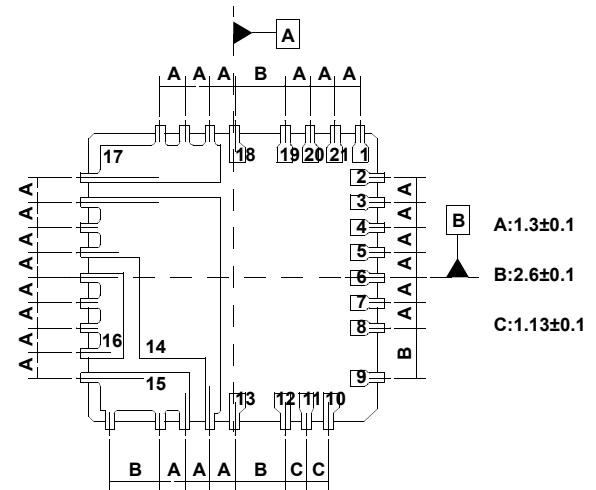 A
A A A B A A A
17 18 19 20 21 1
2
A A
3
A A B A:1.3±0.1
4
A A
5
A A
6 B:2.6±0.1
A A
7
A A
8 C:1.13±0.1
A 16 14 B
A 9
15
13 12 11 10
B A A A B C C